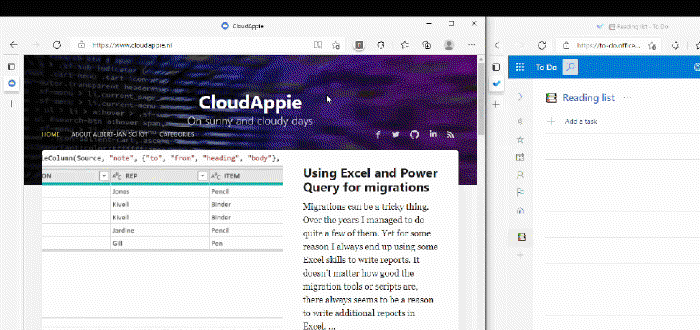 CloudAppie
https://www.cloudappie.nl
CloudAppie
On sunny and cloudy days
HOME ABOUT ALBERT-JAN SCHOT CATEGORIES
leColumn(Source, "note", {"to", "from", "heading", "body"},
ON REP ITEM
Jones Pencil
Kivell Binder
Kivell Binder
Jardine Pencil
Gill Pen
Using Excel and Power
Query for migrations
Migrations can be a tricky thing.
Over the years I managed to do
quite a few of them. Yet for some
reason I always end up using some
Excel skills to write reports. It
doesn't matter how good the
migration tools or scripts are,
there always seems to be a reason
to write additional reports in
Excel. ...
Reading list - To Do
https://to-do.office...
To Do
Reading list
Add a task